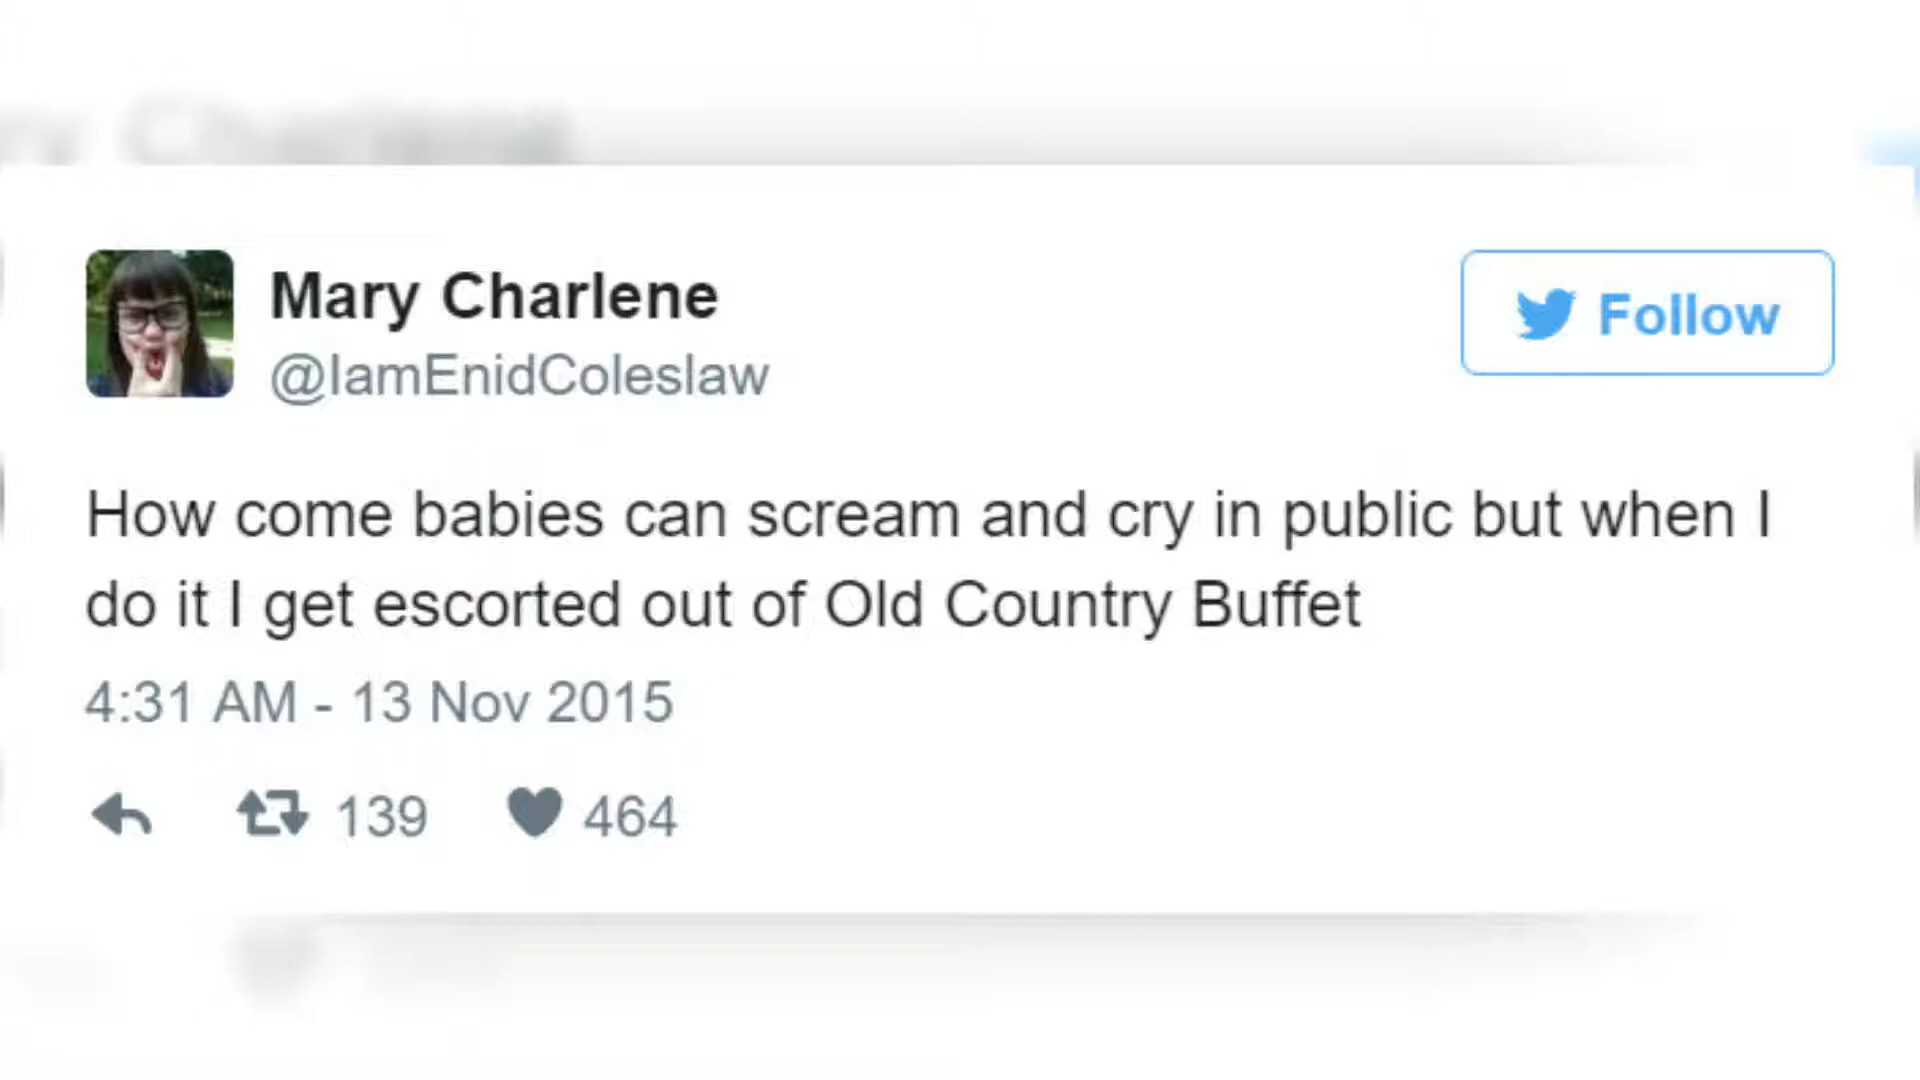 Mary Charlene
@IamEnidColeslaw
Follow
How come babies can scream and cry in public but when I
do it I get escorted out of Old Country Buffet
4:31 AM - 13 Nov 2015
139 464